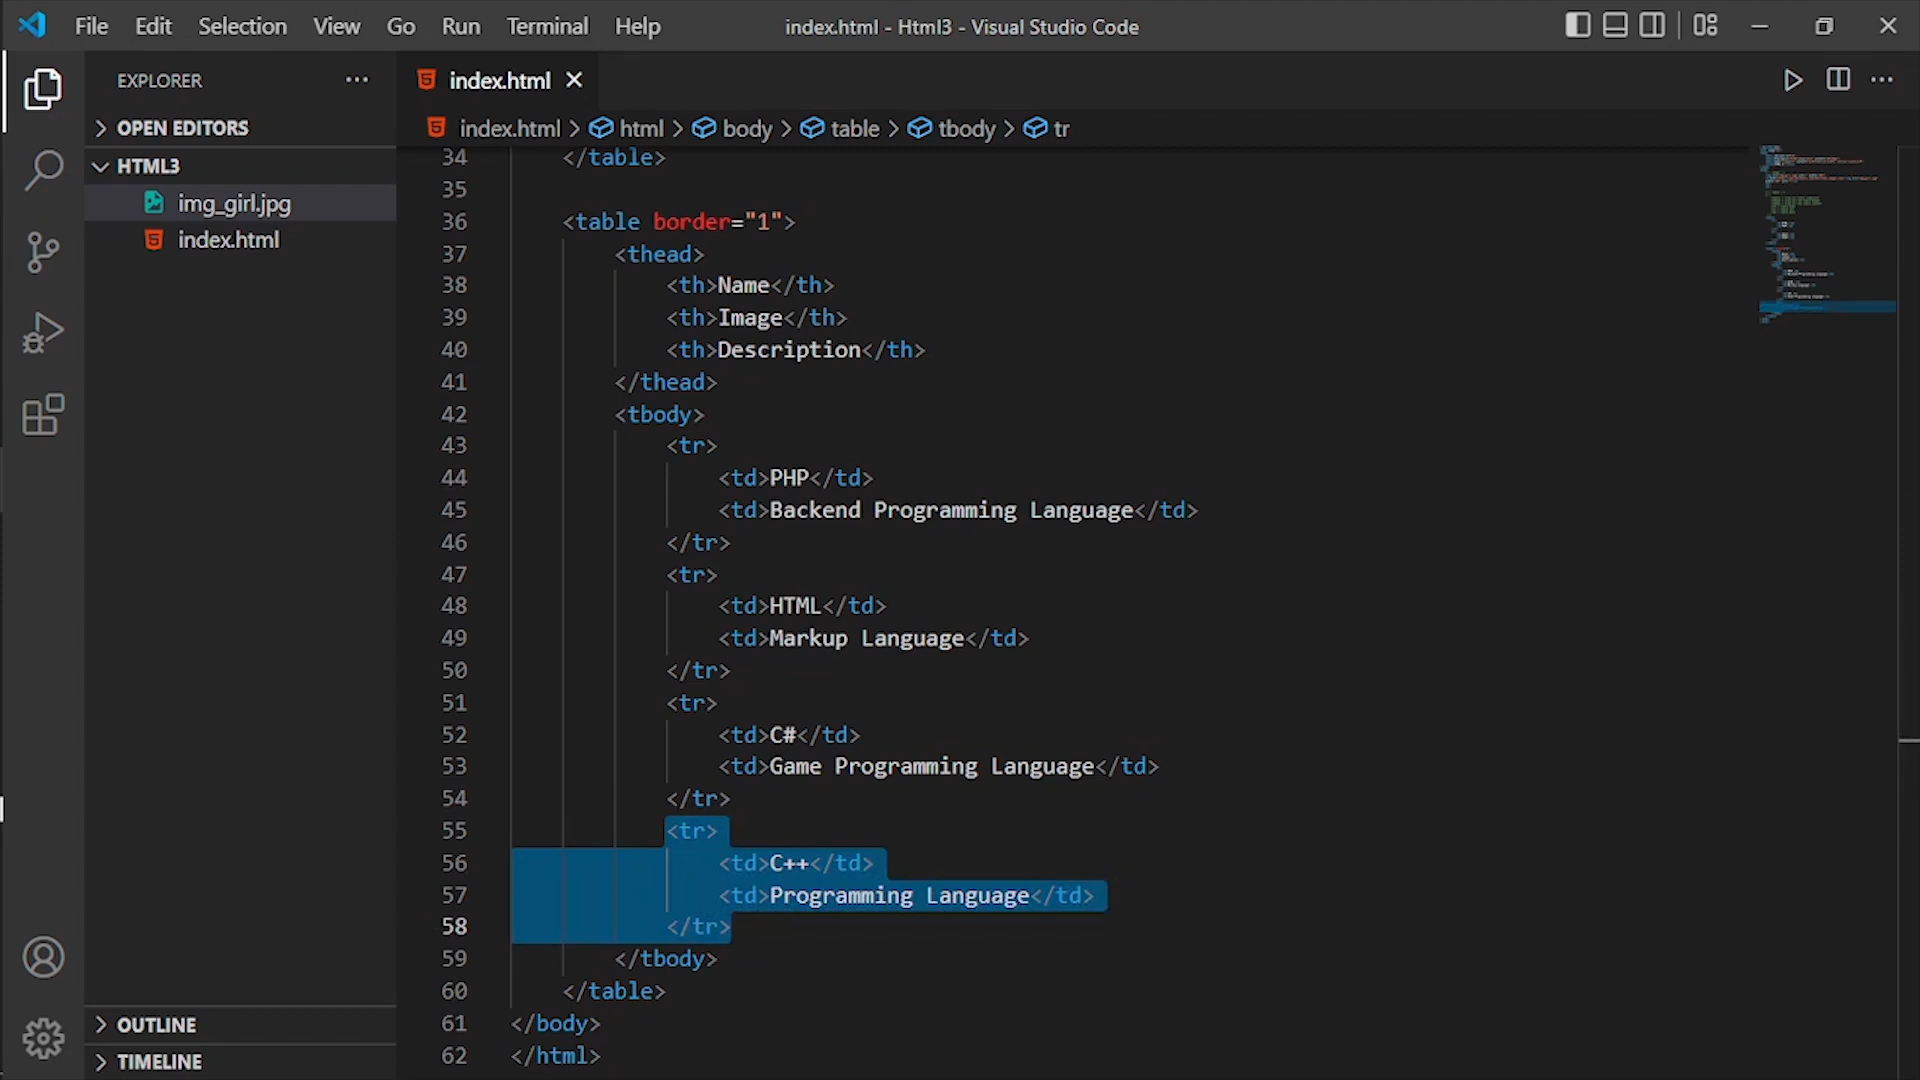 File Edit Selection View Go Run Terminal Help index.html - Html3 - Visual Studio Code
EXPLORER
OPEN EDITORS
HTML3
img_girl.jpg
index.html
OUTLINE
TIMELINE
index.html
index.html > html > body > table > tbody > tr
34 </table>
35
36 <table border="1">
37 <thead>
38 <th>Name</th>
39 <th>Image</th>
40 <th>Description</th>
41 </thead>
42 <tbody>
43 <tr>
44 <td>PHP</td>
45 <td>Backend Programming Language</td>
46 </tr>
47 <tr>
48 <td>HTML</td>
49 <td>Markup Language</td>
50 </tr>
51 <tr>
52 <td>C#</td>
53 <td>Game Programming Language</td>
54 </tr>
55 <tr>
56 <td>C++</td>
57 <td>Programming Language</td>
58 </tr>
59 </tbody>
60 </table>
61 </body>
62 </html>